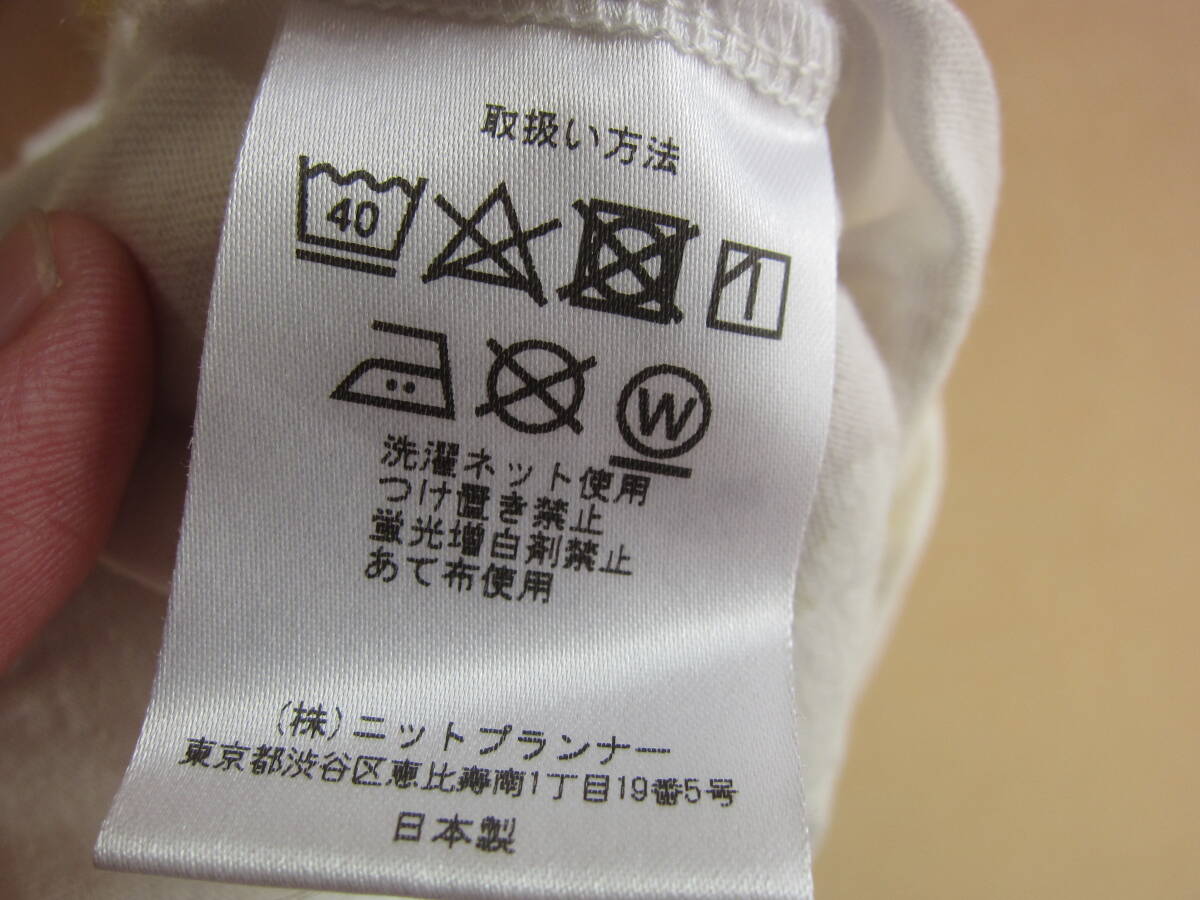 取扱い方法
40
W
洗濯ネット使用
つけ置き禁止
蛍光増白剤禁止
あて布使用
(株)ニットプランナー
東京都渋谷区恵比寿南1丁目19番5号
日本製